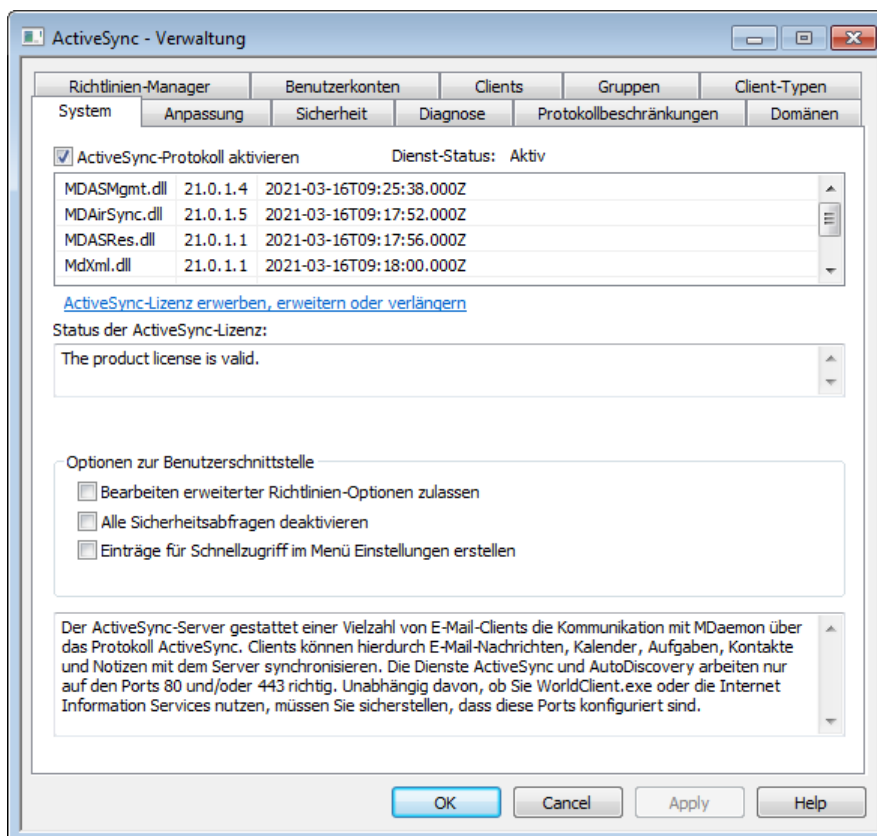 ActiveSync - Verwaltung
Richtlinien-Manager Benutzerkonten Clients Gruppen Client-Typen
System Anpassung Sicherheit Diagnose Protokollbeschränkungen Domänen
ActiveSync-Protokoll aktivieren Dienst-Status: Aktiv
MDASMgmt.dll 21.0.1.4 2021-03-16T09:25:38.000Z
MDAirSync.dll 21.0.1.5 2021-03-16T09:17:52.000Z
MDASRes.dll 21.0.1.1 2021-03-16T09:17:56.000Z
MdXml.dll 21.0.1.1 2021-03-16T09:18:00.000Z
ActiveSync-Lizenz erwerben, erweitern oder verlängern
Status der ActiveSync-Lizenz:
The product license is valid.
Optionen zur Benutzerschnittstelle
Bearbeiten erweiterter Richtlinien-Optionen zulassen
Alle Sicherheitsabfragen deaktivieren
Einträge für Schnellzugriff im Menü Einstellungen erstellen
Der ActiveSync-Server gestattet einer Vielzahl von E-Mail-Clients die Kommunikation mit MDaemon über
das Protokoll ActiveSync. Clients können hierdurch E-Mail-Nachrichten, Kalender, Aufgaben, Kontakte
und Notizen mit dem Server synchronisieren. Die Dienste ActiveSync und AutoDiscovery arbeiten nur
auf den Ports 80 und/oder 443 richtig. Unabhängig davon, ob Sie WorldClient.exe oder die Internet
Information Services nutzen, müssen Sie sicherstellen, dass diese Ports konfiguriert sind.
OK Cancel Apply Help